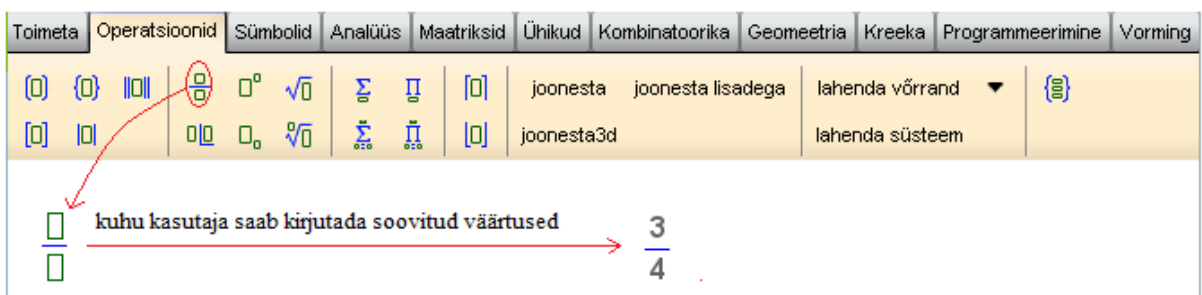 Toimeta Operatsioonid Sümbolid Analüüs Maatriksid Ühikud Kombinatoorika Geomeetria Kreeka Programmeerimine Vorming
joonesta joonesta lisadega lahenda võrrand
joonesta3d lahenda süsteem
kuhu kasutaja saab kirjutada soovitud väärtused
3
4